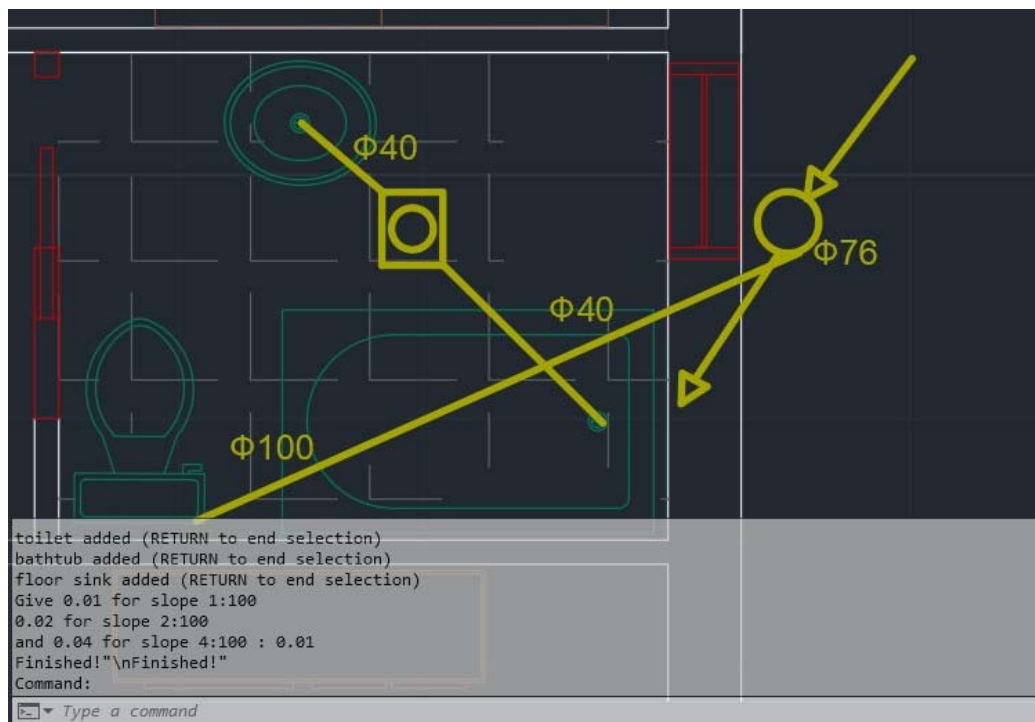 Φ40
Φ76
Φ40
Φ100
toilet added (RETURN to end selection)
bathtub added (RETURN to end selection)
floor sink added (RETURN to end selection)
Give 0.01 for slope 1:100
0.02 for slope 2:100
and 0.04 for slope 4:100 : 0.01
Finished!"\nFinished!"
Command:
Type a command